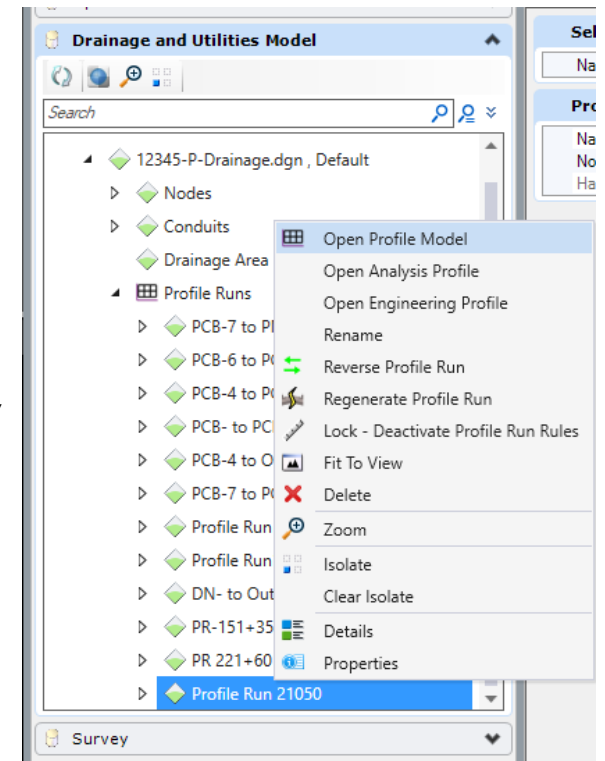 Drainage and Utilities Model
Sel
Na
Search
Pro
Na
No
Ha
12345-P-Drainage.dgn , Default
Nodes
Conduits
Drainage Area
Profile Runs
PCB-7 to
PCB-6 to
PCB-4 to
PCB- to
PCB-4 to O
PCB-7 to
Profile Run
Profile Run
DN- to Out
PR-151+35
PR 221+60
Profile Run 21050
Open Profile Model
Open Analysis Profile
Open Engineering Profile
Rename
Reverse Profile Run
Regenerate Profile Run
Lock - Deactivate Profile Run Rules
Fit To View
Delete
Zoom
Isolate
Clear Isolate
Details
Properties
Survey